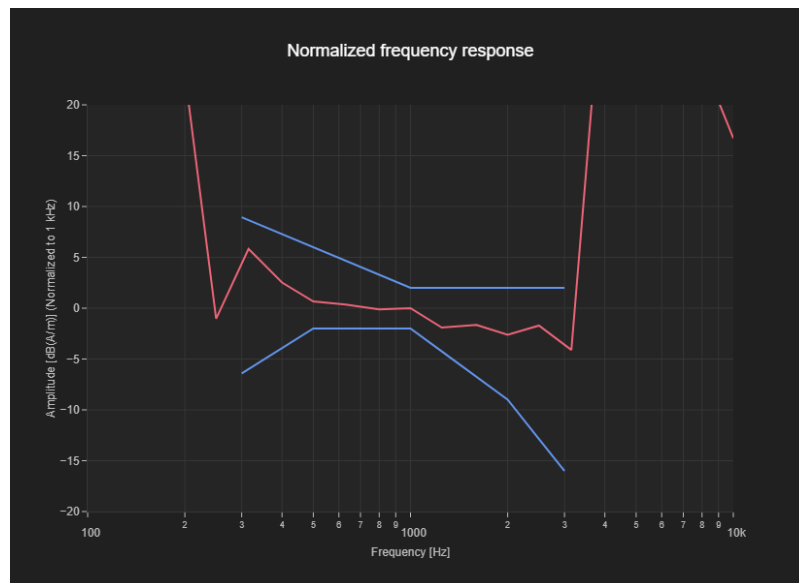 Normalized frequency response
Amplitude [dB(A/m)] (Normalized to 1 kHz)
20
15
10
5
0
−5
−10
−15
−20
100 2 3 4 5 6 7 8 9 1000 2 3 4 5 6 7 8 9 10k
Frequency [Hz]